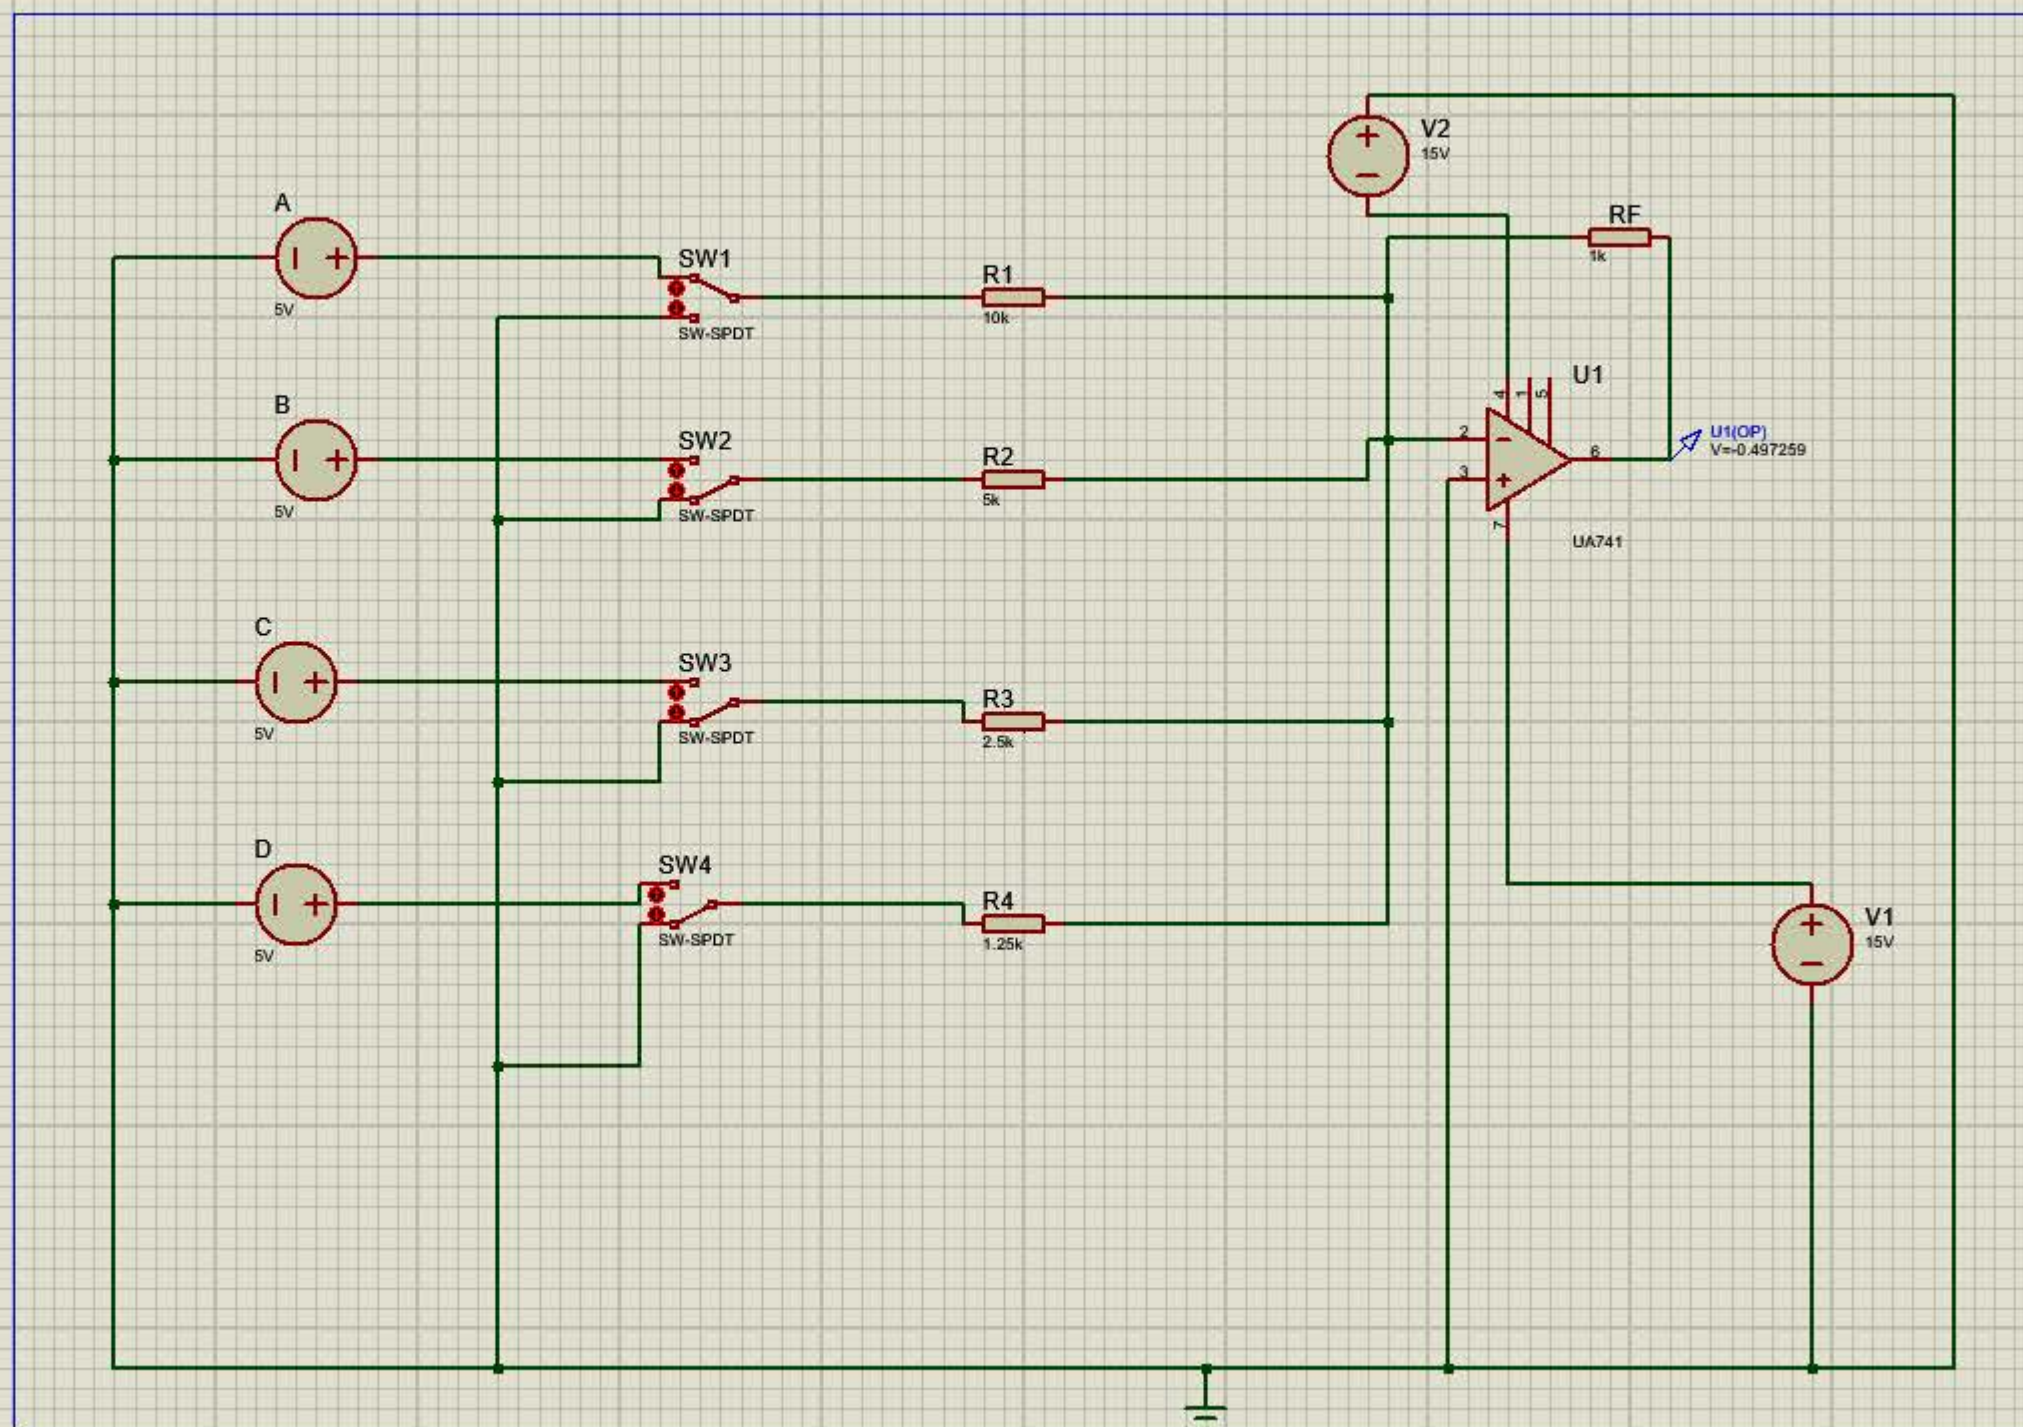 V2
15V
RF
1k
A
5V
SW1
SW-SPDT
R1
10k
U1
4
1
5
2
3
6
7
UA741
U1(OP)
V=-0.497259
B
5V
SW2
SW-SPDT
R2
5k
C
5V
SW3
SW-SPDT
R3
2.5k
D
5V
SW4
SW-SPDT
R4
1.25k
V1
15V